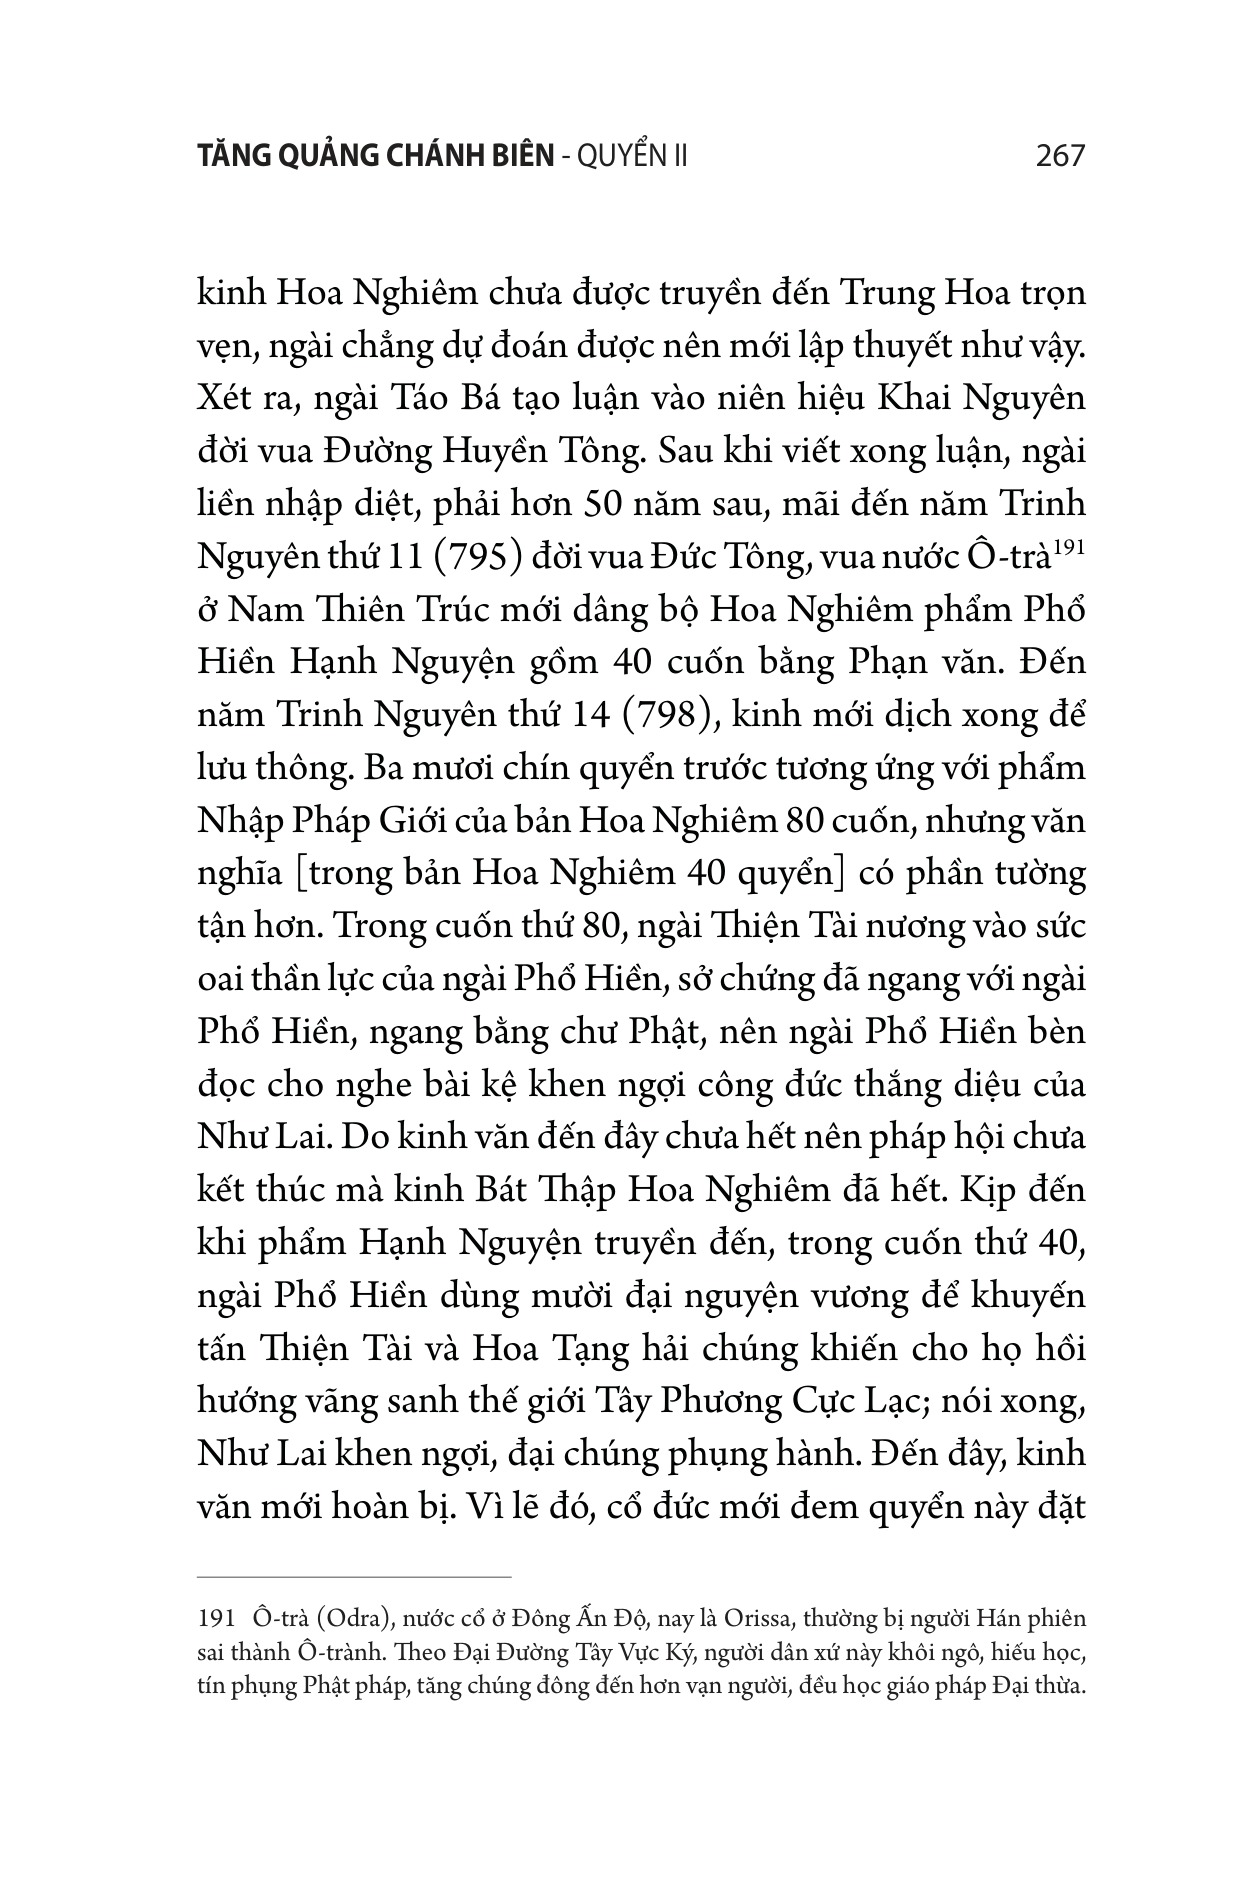 TĂNG QUẢNG CHÁNH BIÊN - QUYỂN II 267
kinh Hoa Nghiêm chưa được truyền đến Trung Hoa trọn
vẹn, ngài chẳng dự đoán được nên mới lập thuyết như vậy.
Xét ra, ngài Táo Bá tạo luận vào niên hiệu Khai Nguyên
đời vua Đường Huyền Tông. Sau khi viết xong luận, ngài
liền nhập diệt, phải hơn 50 năm sau, mãi đến năm Trinh
Nguyên thứ 11 (795) đời vua Đức Tông, vua nước Ô-trà191
ở Nam Thiên Trúc mới dâng bộ Hoa Nghiêm phẩm Phổ
Hiền Hạnh Nguyện gồm 40 cuốn bằng Phạn văn. Đến
năm Trinh Nguyên thứ 14 (798), kinh mới dịch xong để
lưu thông. Ba mươi chín quyển trước tương ứng với phẩm
Nhập Pháp Giới của bản Hoa Nghiêm 80 cuốn, nhưng văn
nghĩa [trong bản Hoa Nghiêm 40 quyển] có phần tường
tận hơn. Trong cuốn thứ 80, ngài Thiện Tài nương vào sức
oai thần lực của ngài Phổ Hiền, sở chứng đã ngang với ngài
Phổ Hiền, ngang bằng chư Phật, nên ngài Phổ Hiền bèn
đọc cho nghe bài kệ khen ngợi công đức thắng diệu của
Như Lai. Do kinh văn đến đây chưa hết nên pháp hội chưa
kết thúc mà kinh Bát Thập Hoa Nghiêm đã hết. Kịp đến
khi phẩm Hạnh Nguyện truyền đến, trong cuốn thứ 40,
ngài Phổ Hiền dùng mười đại nguyện vương để khuyến
tấn Thiện Tài và Hoa Tạng hải chúng khiến cho họ hồi
hướng vãng sanh thế giới Tây Phương Cực Lạc; nói xong,
Như Lai khen ngợi, đại chúng phụng hành. Đến đây, kinh
văn mới hoàn bị. Vì lẽ đó, cổ đức mới đem quyển này đặt
191 Ô-trà (Odra), nước cổ ở Đông Ấn Độ, nay là Orissa, thường bị người Hán phiên
sai thành Ô-trành. Theo Đại Đường Tây Vực Ký, người dân xứ này khôi ngô, hiếu học,
tín phụng Phật pháp, tăng chúng đông đến hơn vạn người, đều học giáo pháp Đại thừa.